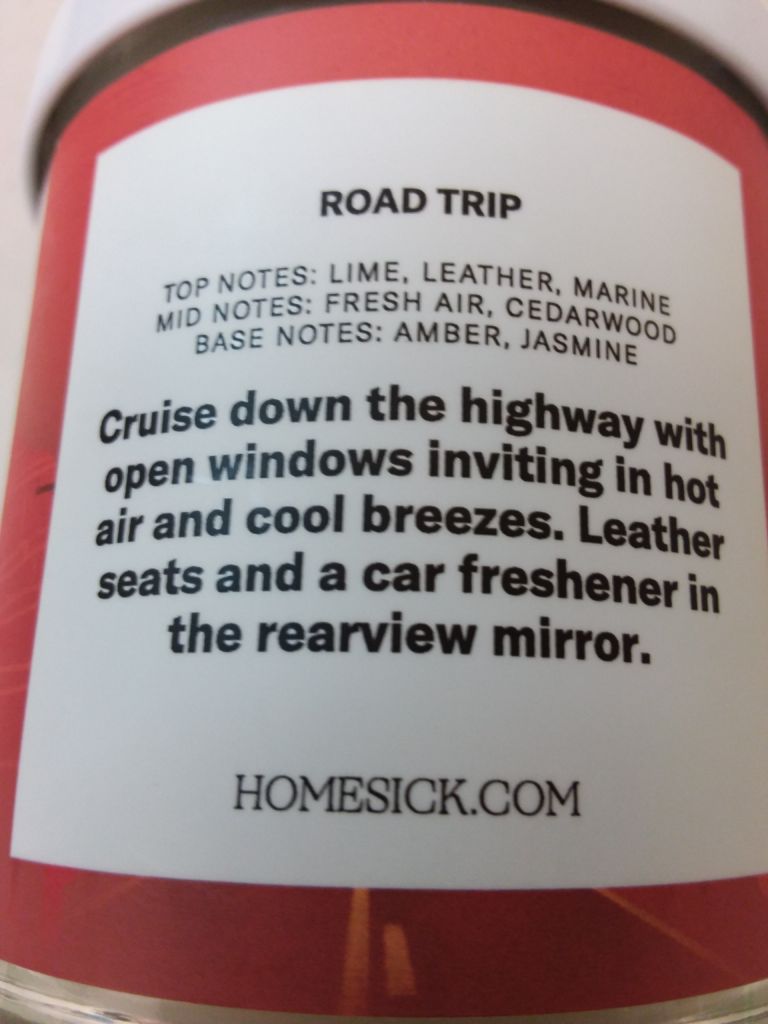 ROAD TRIP
TOP NOTES: LIME, LEATHER, MARINE
MID NOTES: FRESH AIR, CEDARWOOD
BASE NOTES: AMBER, JASMINE
Cruise down the highway with
open windows inviting in hot
air and cool breezes. Leather
seats and a car freshener in
the rearview mirror.
HOMESICK.COM